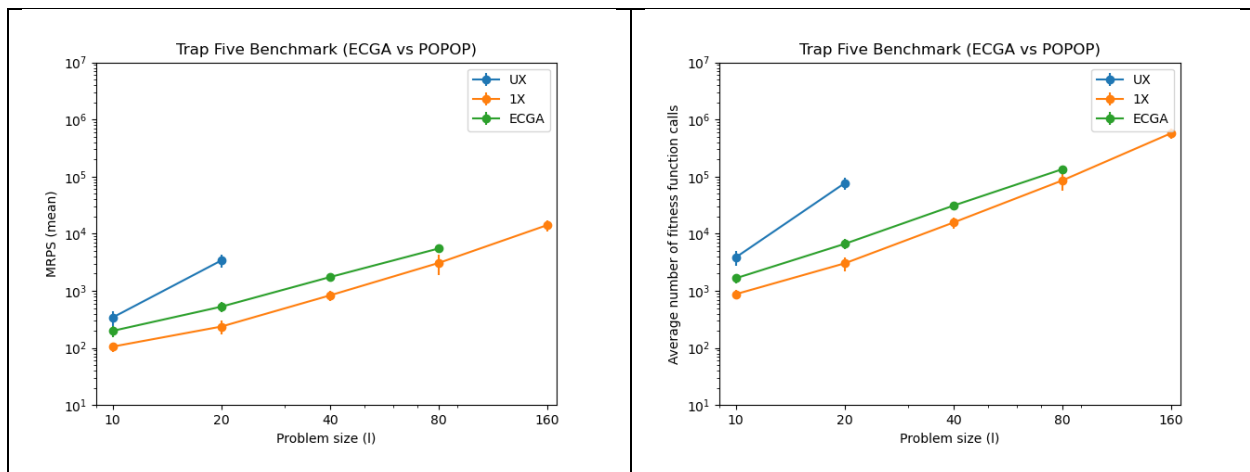 Trap Five Benchmark (ECGA vs POPOP)
10⁷
10⁶
10⁵
10⁴
10³
10²
10¹
MRPS (mean)
UX
1X
ECGA
10
20
40
80
160
Problem size (l)
Trap Five Benchmark (ECGA vs POPOP)
10⁷
10⁶
10⁵
10⁴
10³
10²
10¹
Average number of fitness function calls
UX
1X
ECGA
10
20
40
80
160
Problem size (l)